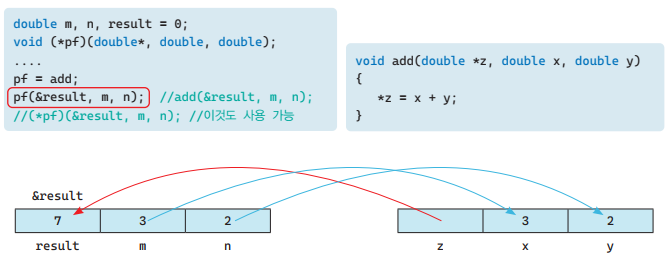 double m, n, result = 0;
void (*pf)(double*, double, double);
....
pf = add;
pf(&result, m, n); //add(&result, m, n);
//(*pf)(&result, m, n); //이것도 사용 가능
void add(double *z, double x, double y)
{
*z = x + y;
}
&result
7 3 2
result m n
3 2
z x y